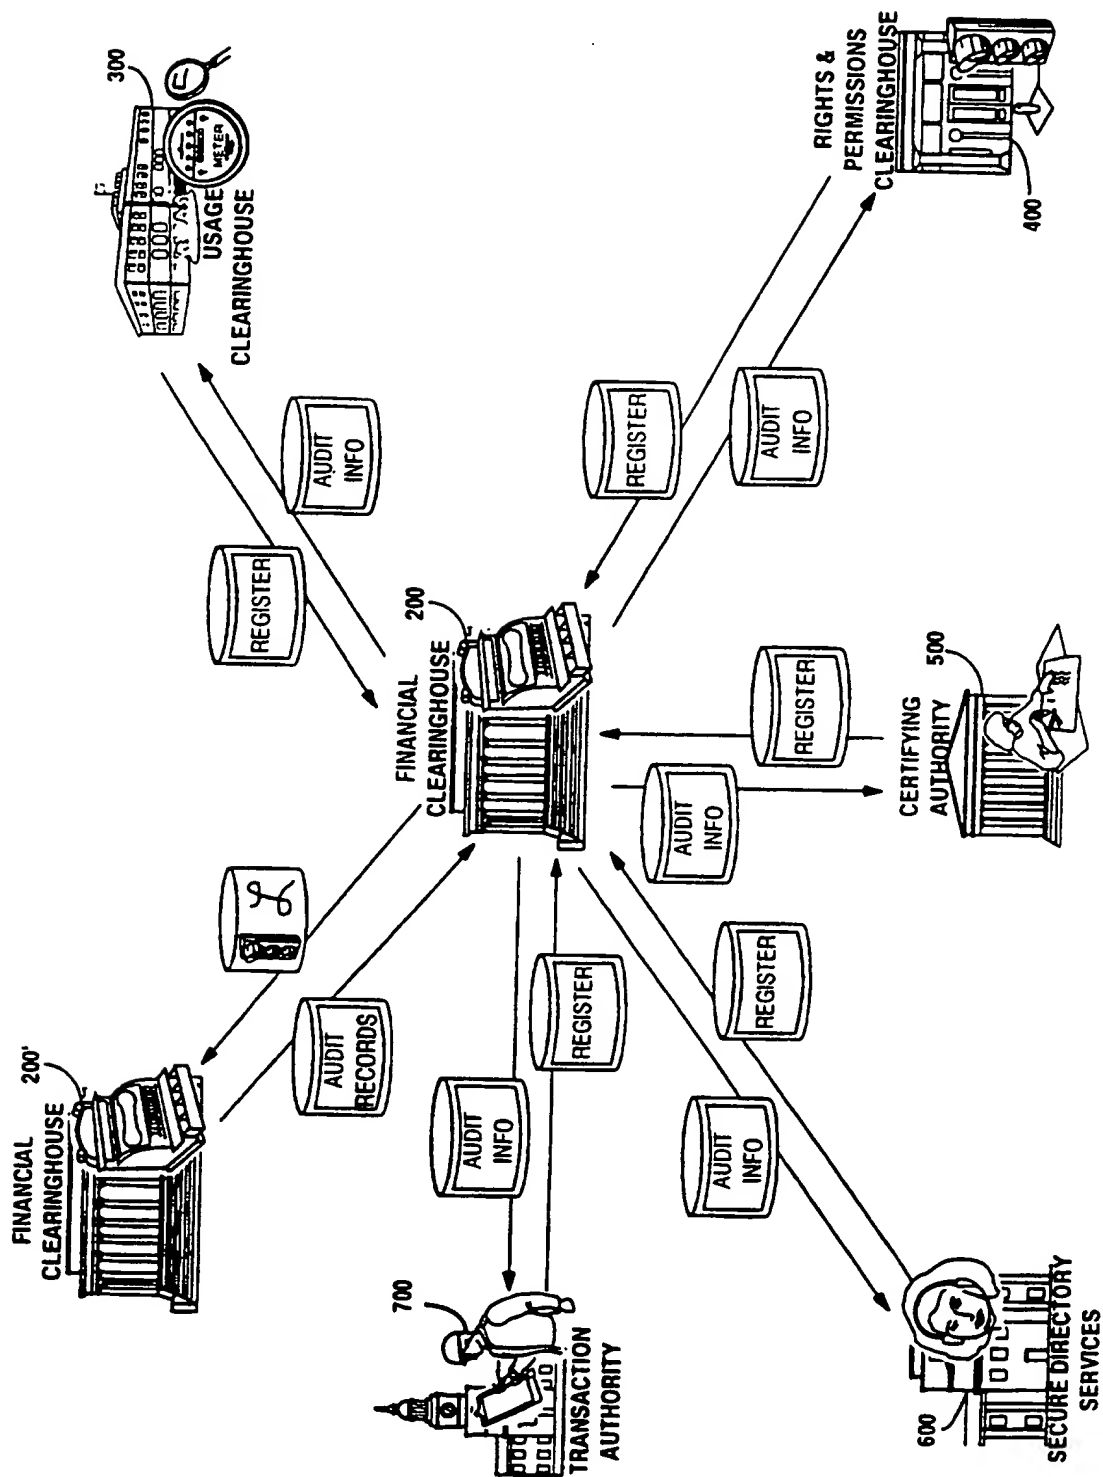 FINANCIAL
CLEARINGHOUSE
200'
AUDIT
RECORDS
FINANCIAL
CLEARINGHOUSE
200
REGISTER
AUDIT
INFO
300
METER
USAGE
CLEARINGHOUSE
700
TRANSACTION
AUTHORITY
AUDIT
INFO
REGISTER
AUDIT
INFO
REGISTER
600
SECURE DIRECTORY
SERVICES
AUDIT
INFO
REGISTER
CERTIFYING
AUTHORITY
500
REGISTER
AUDIT
INFO
RIGHTS &
PERMISSIONS
CLEARINGHOUSE
400